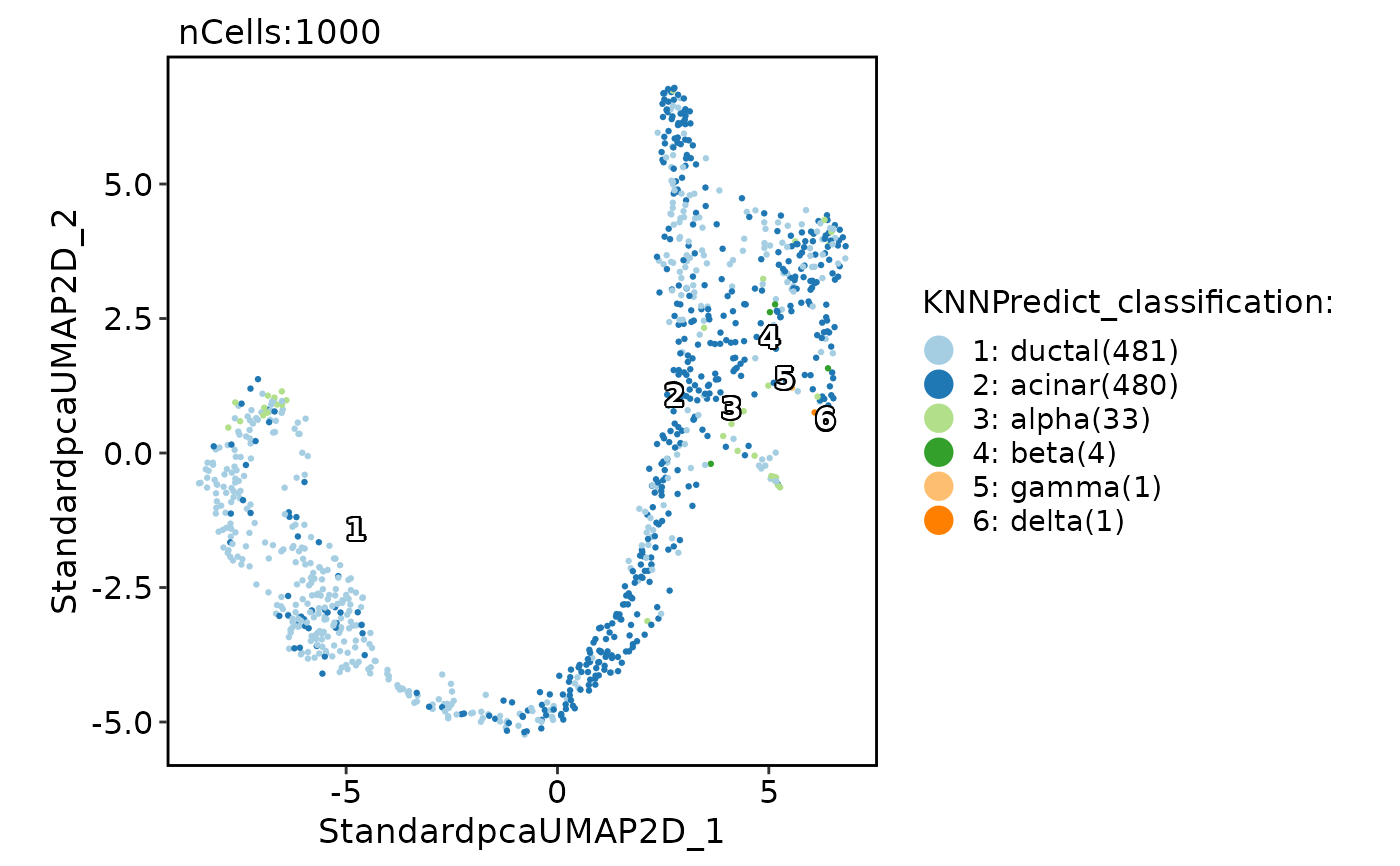 nCells:1000
StandardpcaUMAP2D_2
5.0
2.5
0.0
-2.5
-5.0
4
5
2
3
6
1
-5
0
5
StandardpcaUMAP2D_1
KNNPredict_classification:
1: ductal(481)
2: acinar(480)
3: alpha(33)
4: beta(4)
5: gamma(1)
6: delta(1)